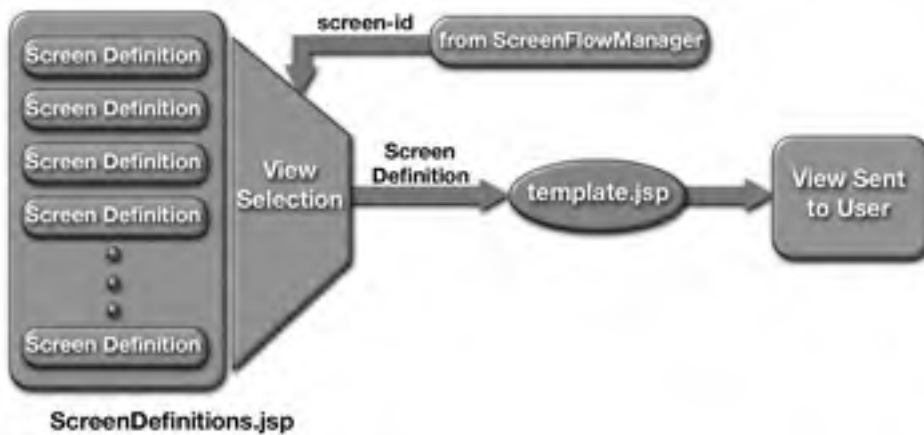 screen-id
from ScreenFlowManager
Screen Definition
Screen Definition
Screen Definition
Screen Definition
Screen Definition
View
Selection
Screen
Definition
template.jsp
View Sent
to User
ScreenDefinitions.jsp